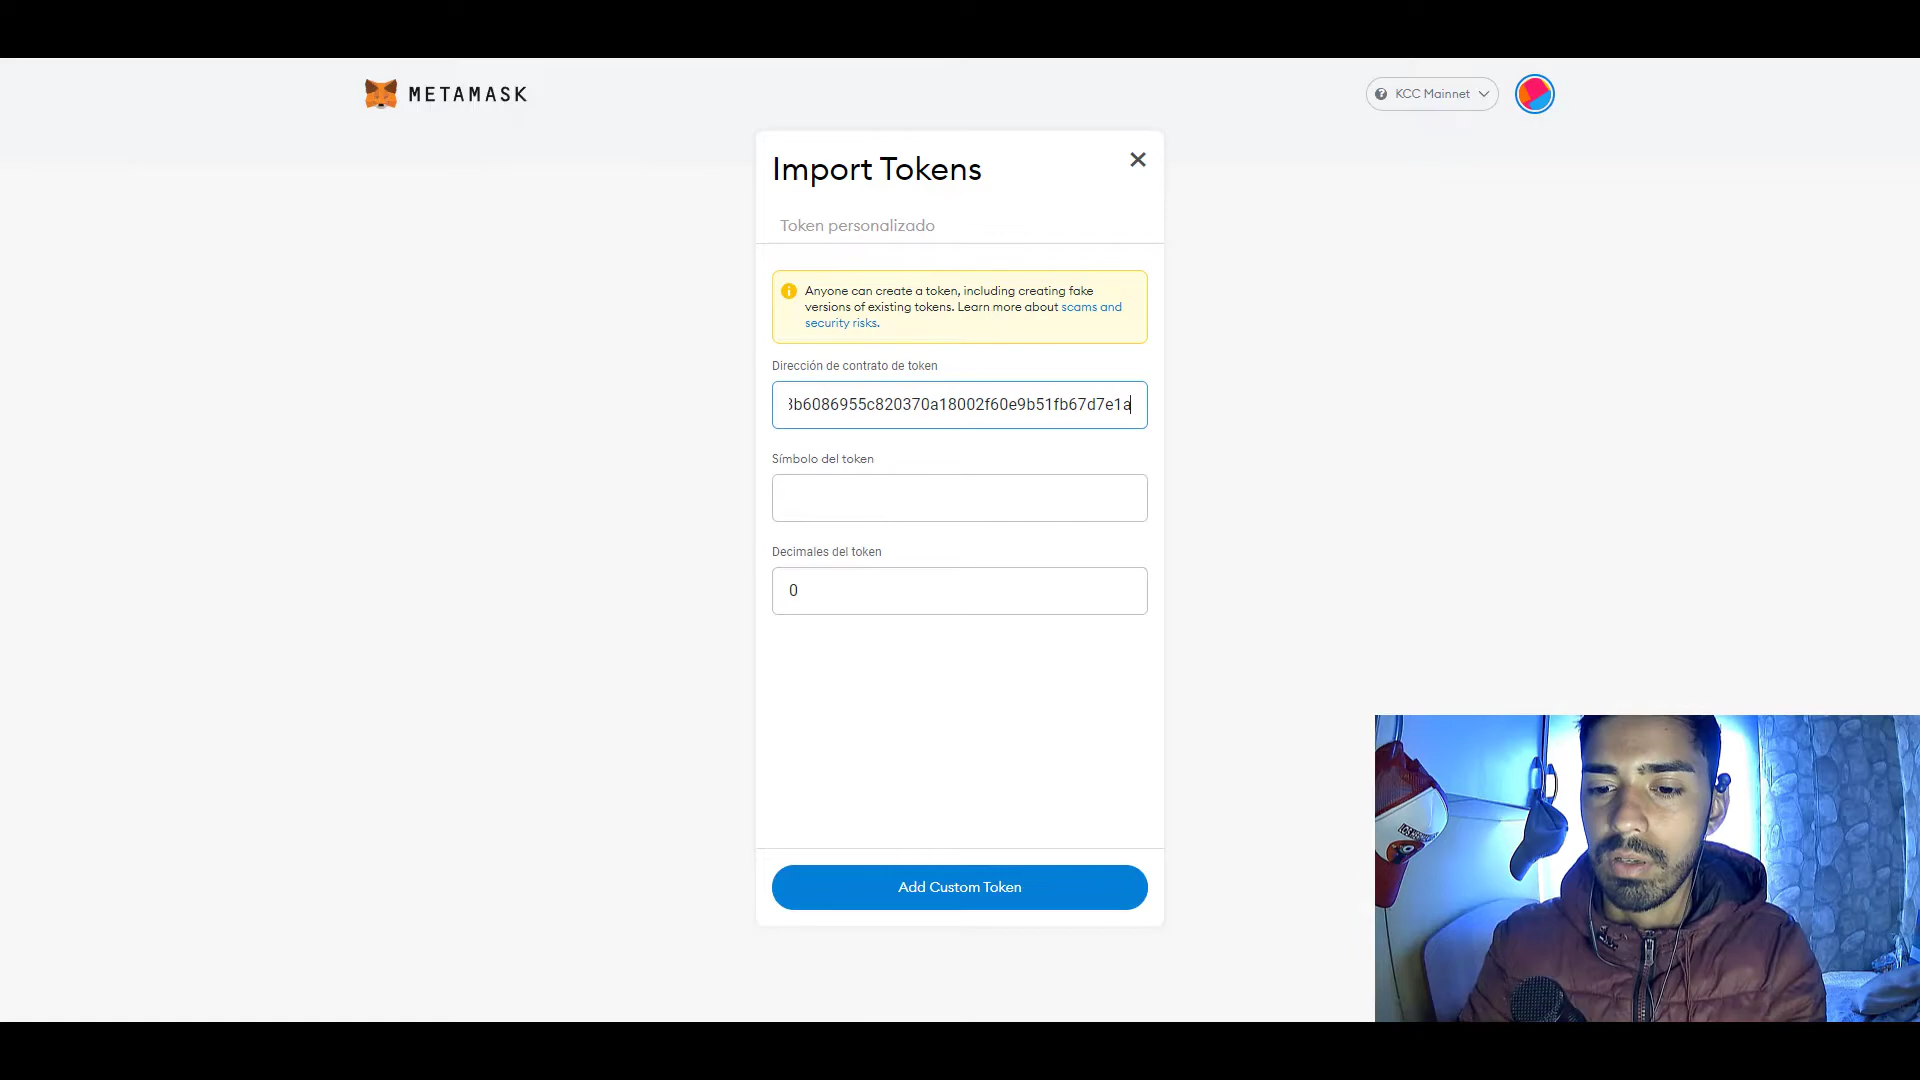 METAMASK
KCC Mainnet
Import Tokens
Token personalizado
Anyone can create a token, including creating fake
versions of existing tokens. Learn more about scams and
security risks.
Dirección de contrato de token
3b6086955c820370a18002f60e9b51fb67d7e1a
Símbolo del token
Decimales del token
0
Add Custom Token